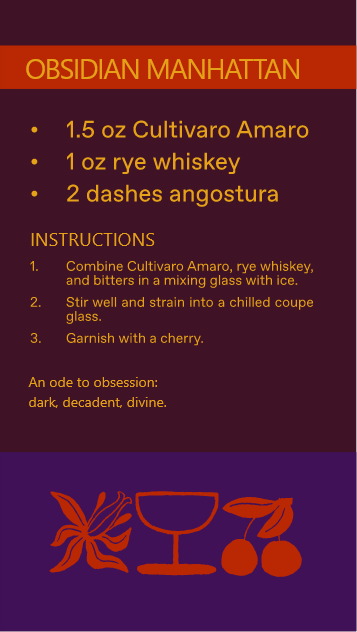 OBSIDIAN MANHATTAN
• 1.5 oz Cultivaro Amaro
• 1 oz rye whiskey
• 2 dashes angostura
INSTRUCTIONS
1. Combine Cultivaro Amaro, rye whiskey,
and bitters in a mixing glass with ice.
2. Stir well and strain into a chilled coupe
glass.
3. Garnish with a cherry.
An ode to obsession:
dark, decadent, divine.